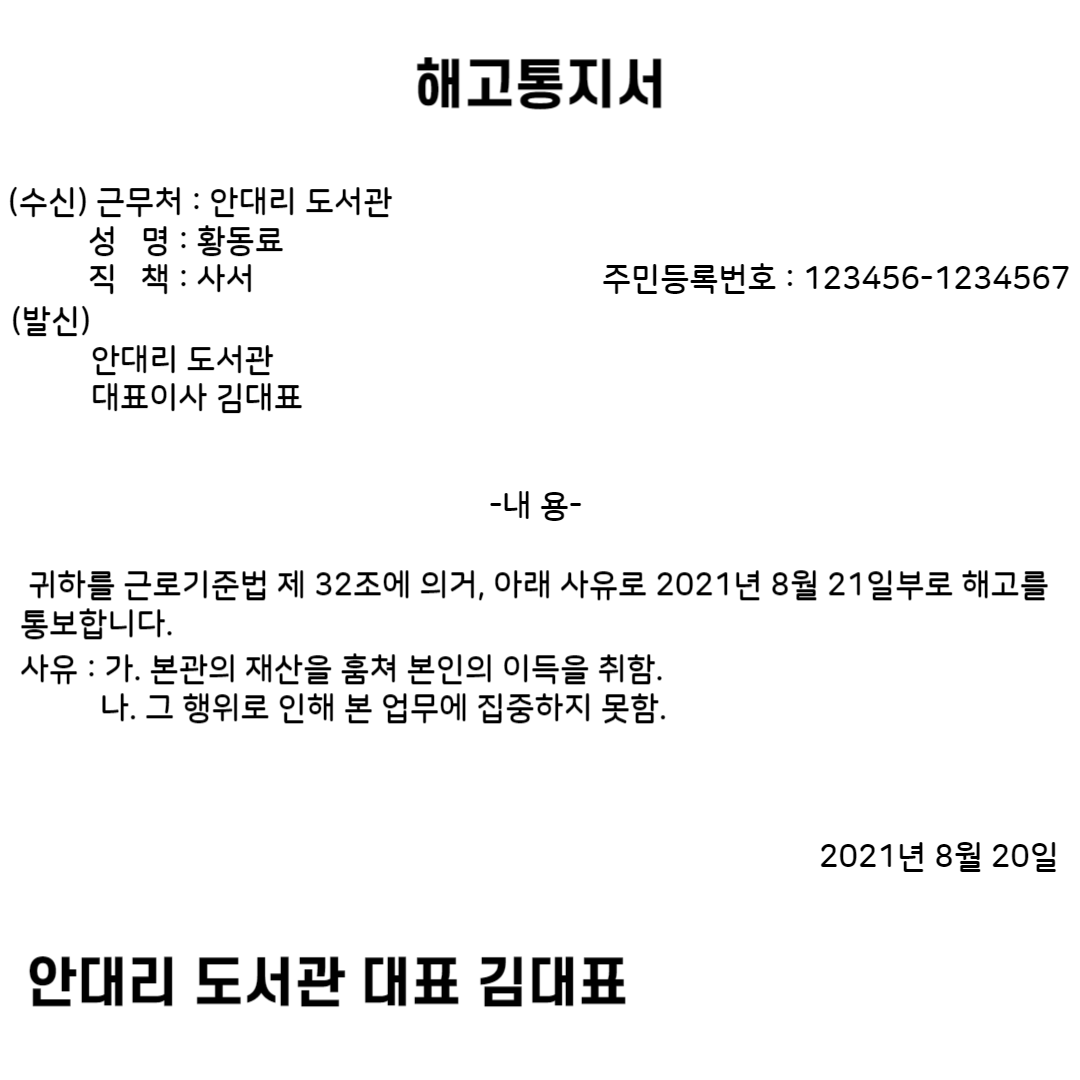 해고통지서
(수신) 근무처 : 안대리 도서관
성 명 : 황동료
직 책 : 사서 주민등록번호 : 123456-1234567
(발신)
안대리 도서관
대표이사 김대표
-내 용-
귀하를 근로기준법 제 32조에 의거, 아래 사유로 2021년 8월 21일부로 해고를
통보합니다.
사유 : 가. 본관의 재산을 훔쳐 본인의 이득을 취함.
나. 그 행위로 인해 본 업무에 집중하지 못함.
2021년 8월 20일
안대리 도서관 대표 김대표